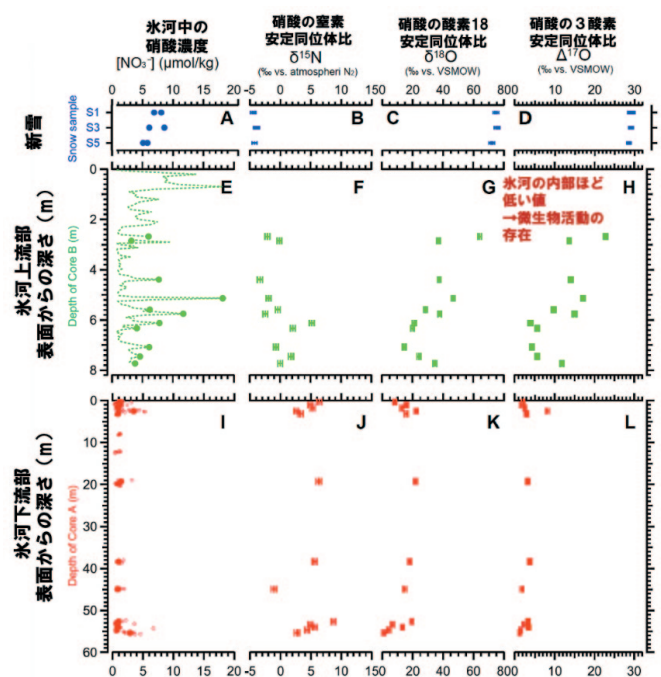 氷河中の
硝酸濃度
[NO₃⁻] (μmol/kg)
硝酸の窒素
安定同位体比
δ¹⁵N
(‰ vs. atmospheri N₂)
硝酸の酸素18
安定同位体比
δ¹⁸O
(‰ vs. VSMOW)
硝酸の３酸素
安定同位体比
Δ¹⁷O
(‰ vs. VSMOW)
0 5 10 15 20
-5 0 5 10 15
0 20 40 60 80
0 10 20 30
新雪
Snow sample
S1
S3
S5
A
B
C
D
氷河上流部
表面からの深さ（m）
Depth of Core B (m)
0
2
4
6
8
E
F
G
H
氷河の内部ほど
低い値
→微生物活動の
存在
氷河下流部
表面からの深さ（m）
Depth of Core A (m)
0
10
20
30
40
50
60
I
J
K
L
0
10
20
30
40
50
60
0 5 10 15 20
-5 0 5 10 15
0 20 40 60 80
0 10 20 30